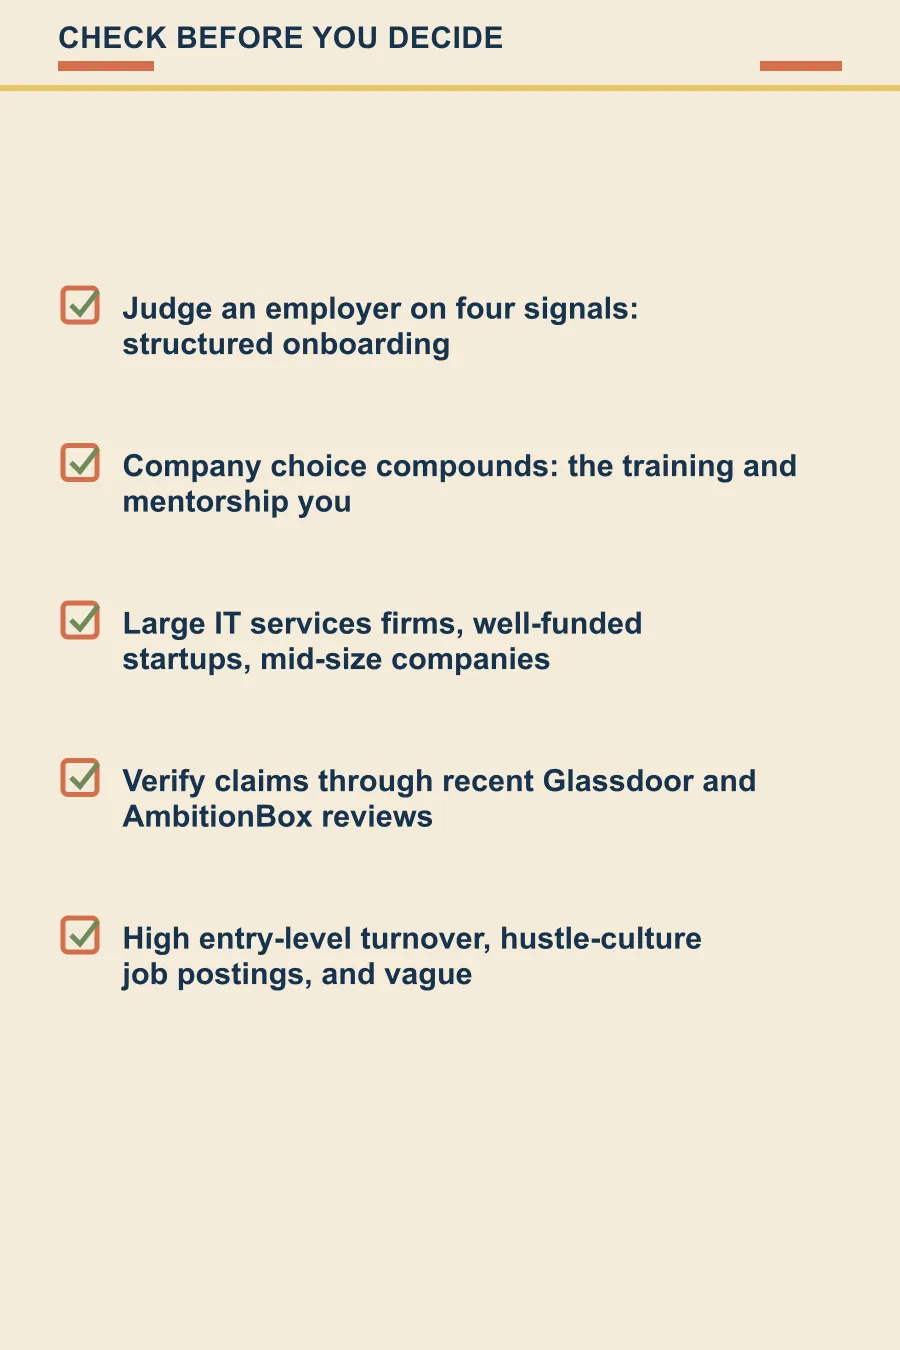 CHECK BEFORE YOU DECIDE
Judge an employer on four signals:
structured onboarding
Company choice compounds: the training and
mentorship you
Large IT services firms, well-funded
startups, mid-size companies
Verify claims through recent Glassdoor and
AmbitionBox reviews
High entry-level turnover, hustle-culture
job postings, and vague